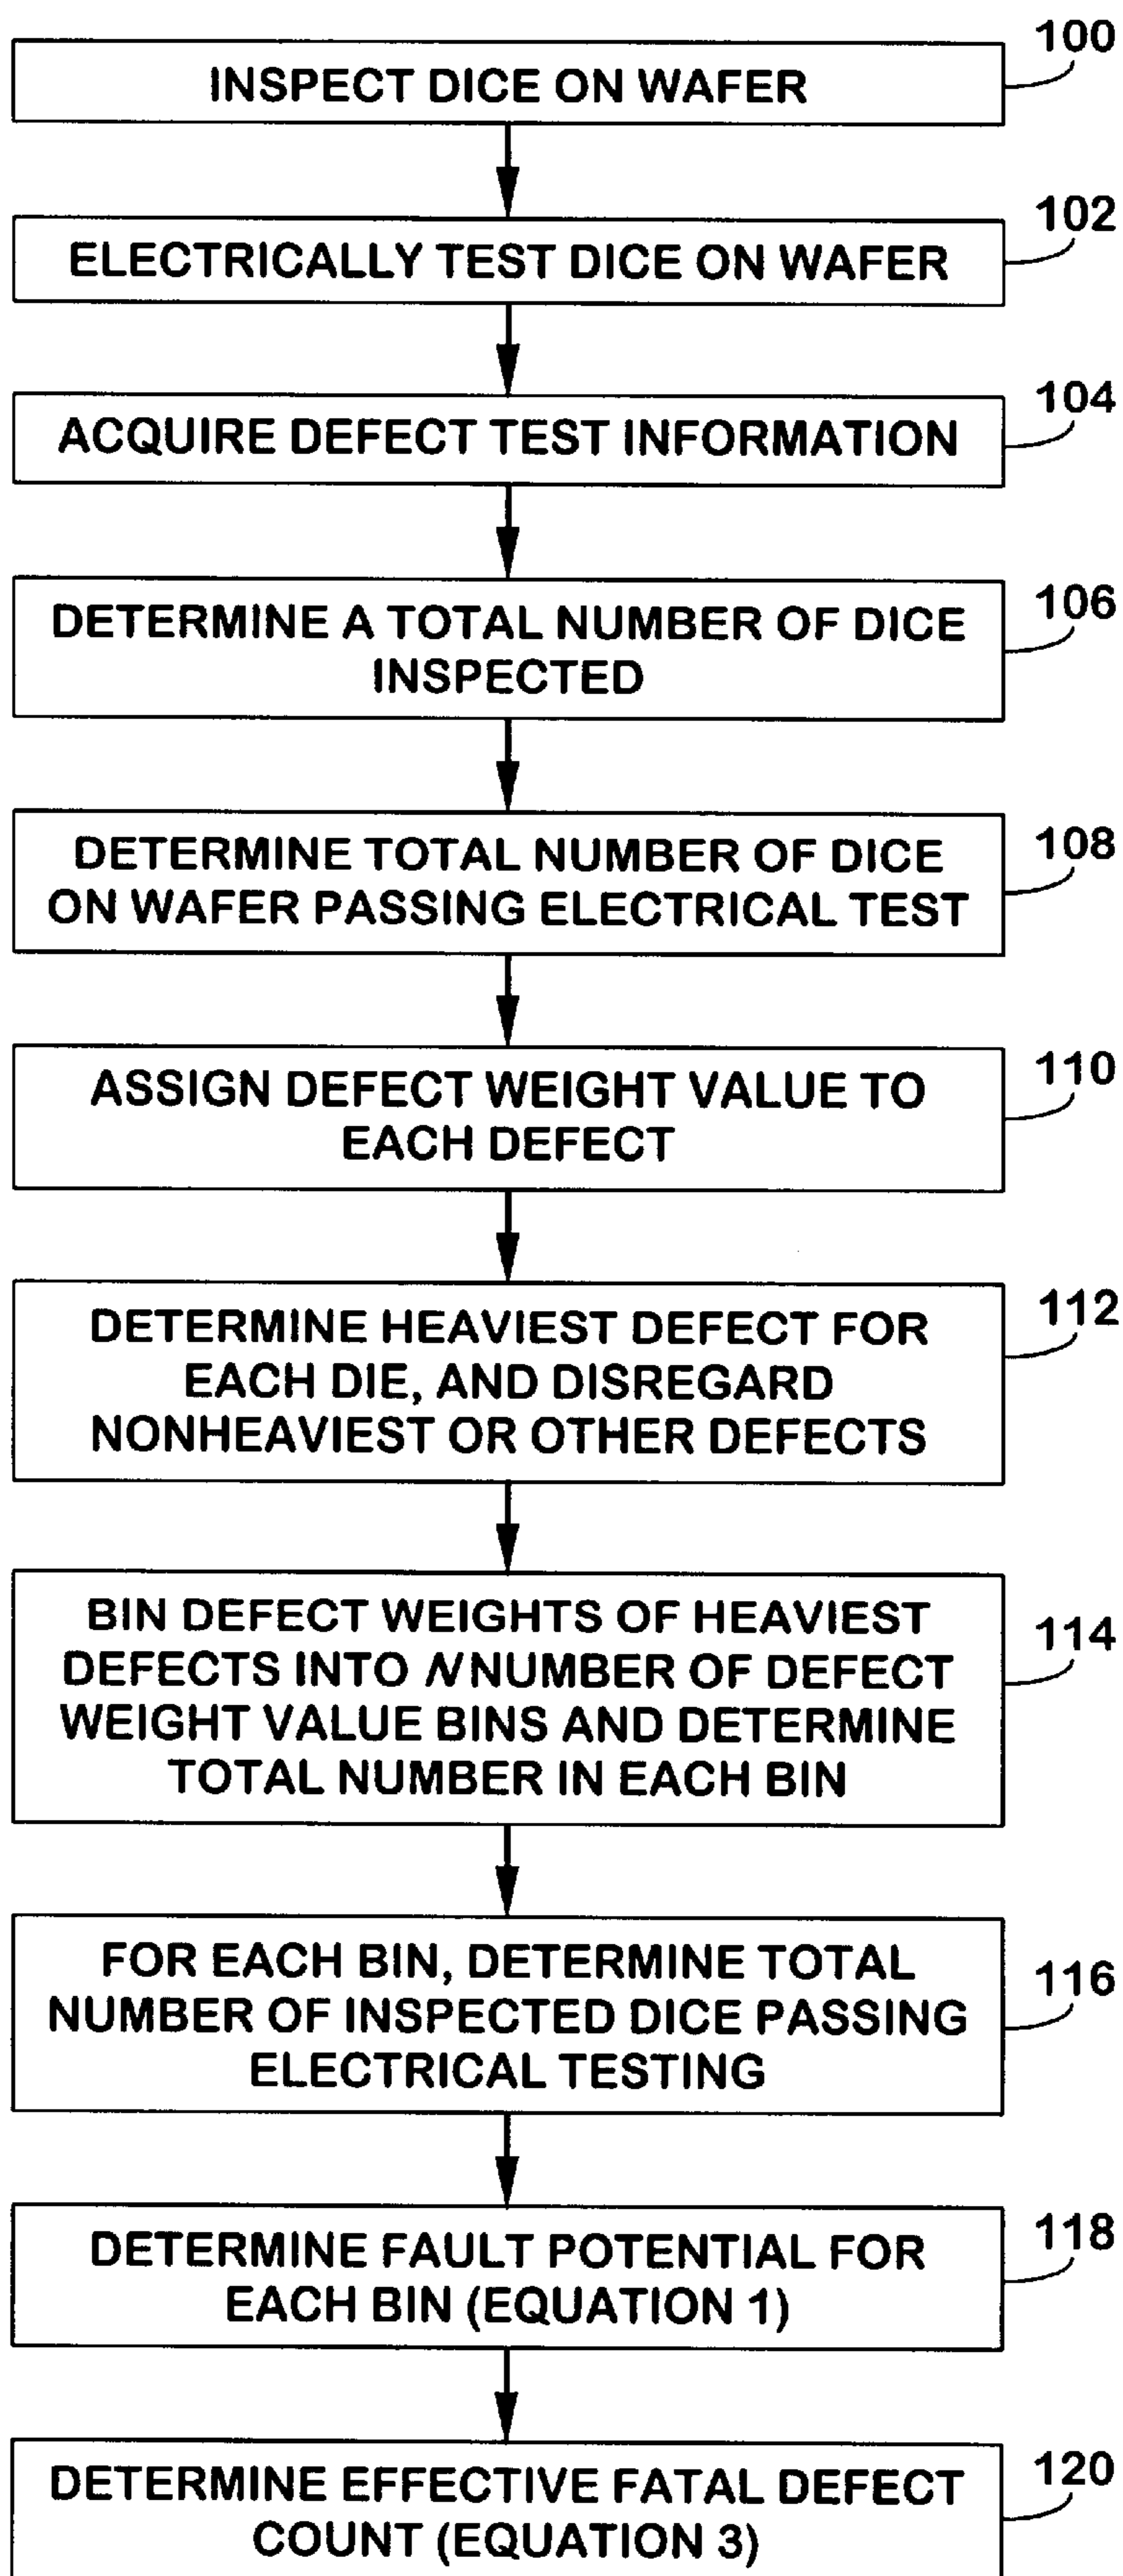 100
INSPECT DICE ON WAFER
102
ELECTRICALLY TEST DICE ON WAFER
104
ACQUIRE DEFECT TEST INFORMATION
106
DETERMINE A TOTAL NUMBER OF DICE
INSPECTED
108
DETERMINE TOTAL NUMBER OF DICE
ON WAFER PASSING ELECTRICAL TEST
110
ASSIGN DEFECT WEIGHT VALUE TO
EACH DEFECT
112
DETERMINE HEAVIEST DEFECT FOR
EACH DIE, AND DISREGARD
NONHEAVIEST OR OTHER DEFECTS
114
BIN DEFECT WEIGHTS OF HEAVIEST
DEFECTS INTO N NUMBER OF DEFECT
WEIGHT VALUE BINS AND DETERMINE
TOTAL NUMBER IN EACH BIN
116
FOR EACH BIN, DETERMINE TOTAL
NUMBER OF INSPECTED DICE PASSING
ELECTRICAL TESTING
118
DETERMINE FAULT POTENTIAL FOR
EACH BIN (EQUATION 1)
120
DETERMINE EFFECTIVE FATAL DEFECT
COUNT (EQUATION 3)